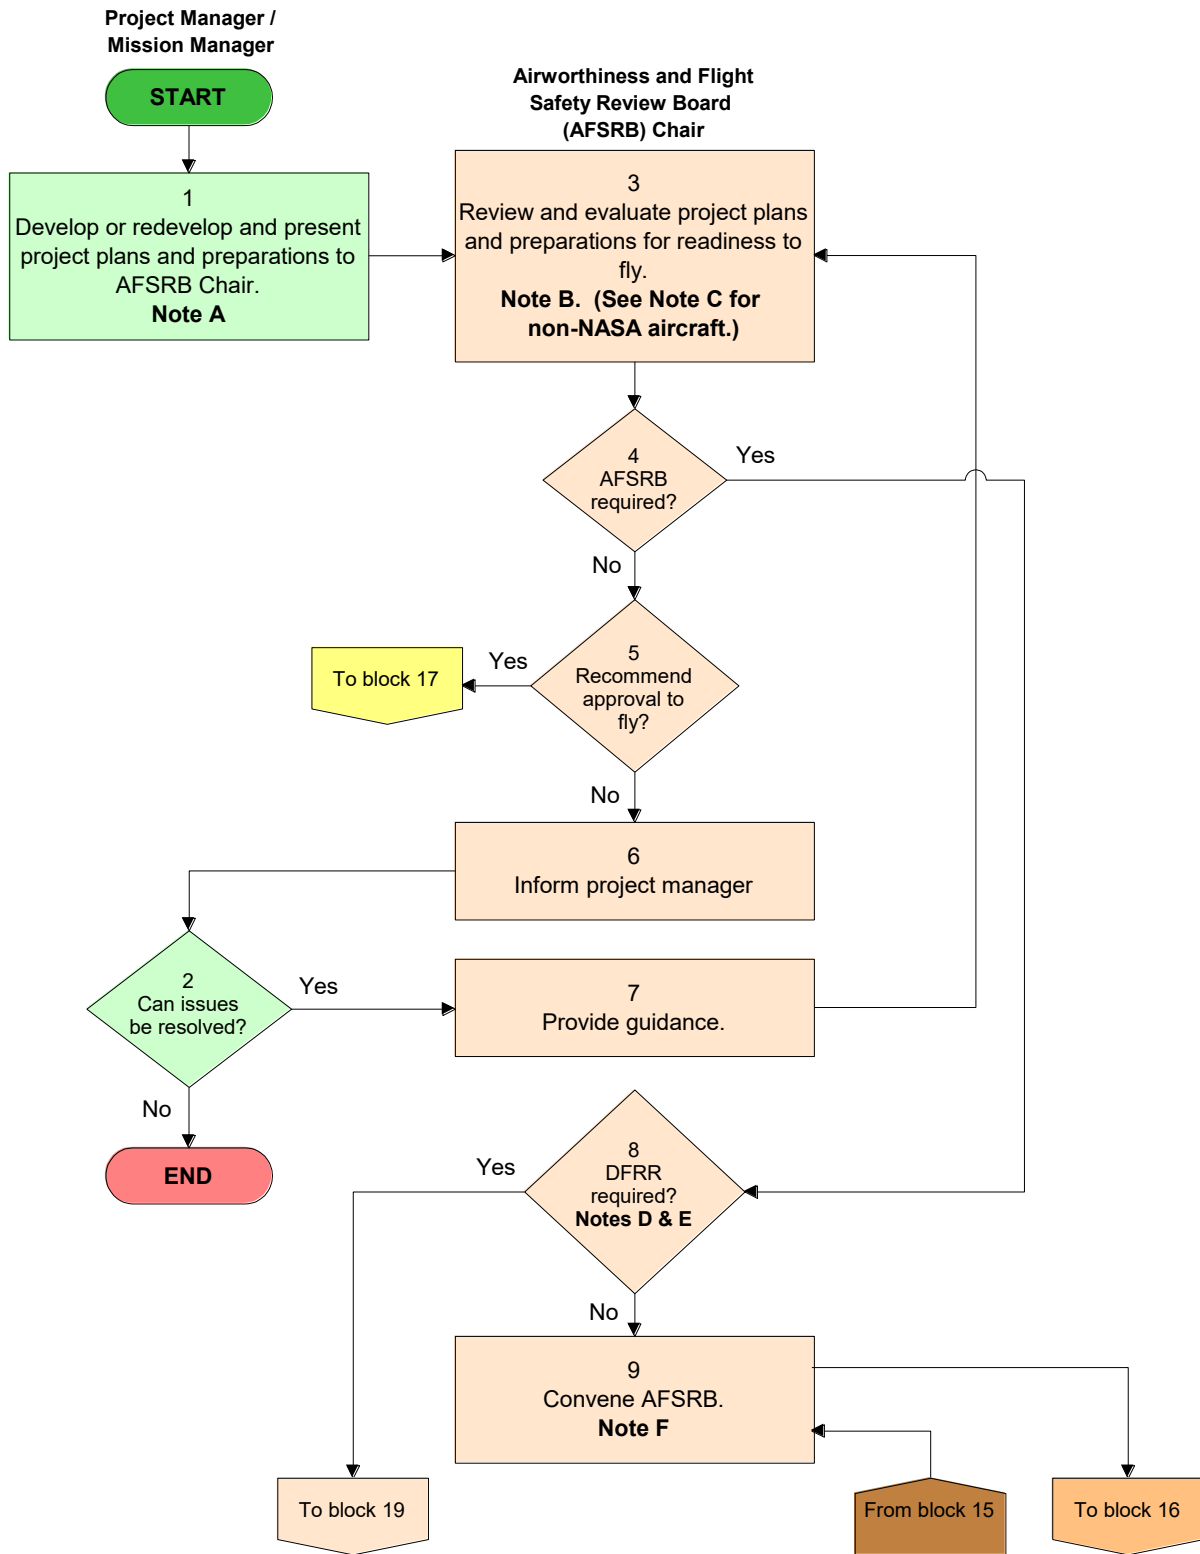 Project Manager /
Mission Manager
START
Airworthiness and Flight
Safety Review Board
(AFSRB) Chair
1
Develop or redevelop and present
project plans and preparations to
AFSRB Chair.
Note A
3
Review and evaluate project plans
and preparations for readiness to
fly.
Note B.  (See Note C for
non-NASA aircraft.)
4
AFSRB
required?
Yes
No
5
Recommend
approval to
fly?
Yes
To block 17
No
6
Inform project manager
2
Can issues
be resolved?
Yes
7
Provide guidance.
No
END
8
DFRR
required?
Notes D & E
Yes
No
9
Convene AFSRB.
Note F
To block 19
From block 15
To block 16